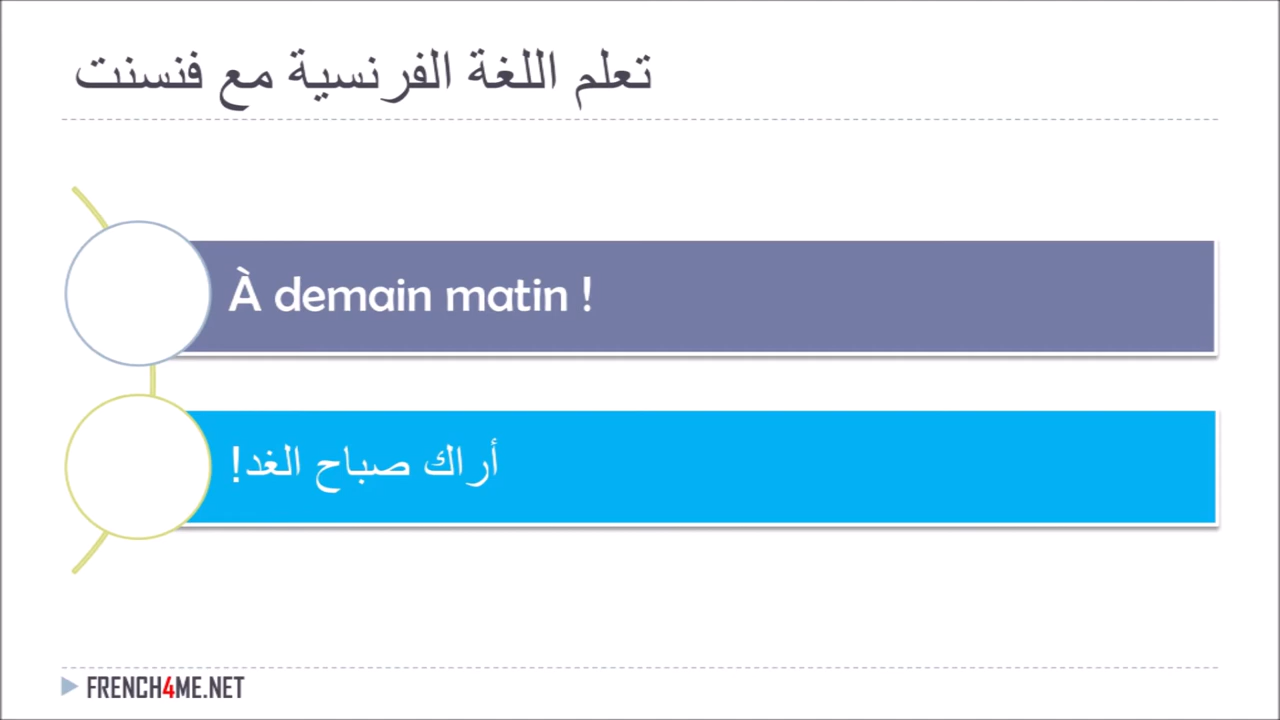 تعلم اللغة الفرنسية مع فنسنت
À demain matin !
أراك صباح الغد!
FRENCH4ME.NET